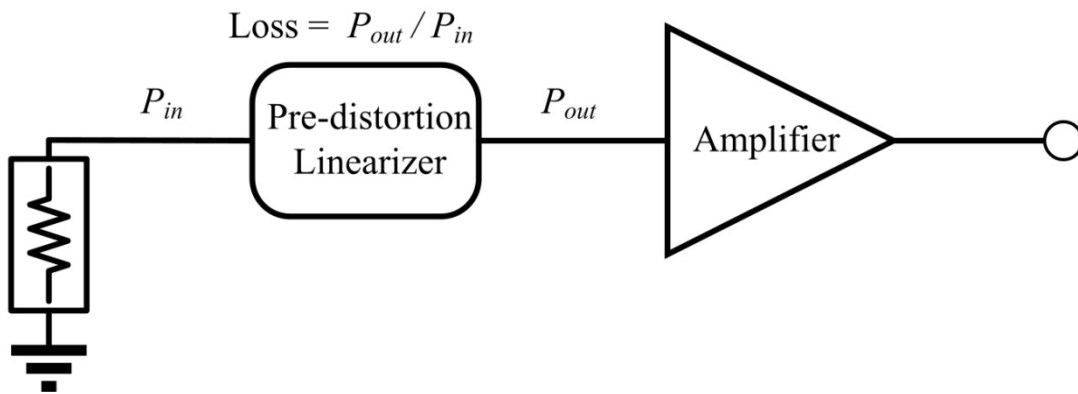 Loss = P_out / P_in
P_in
Pre-distortion
Linearizer
P_out
Amplifier